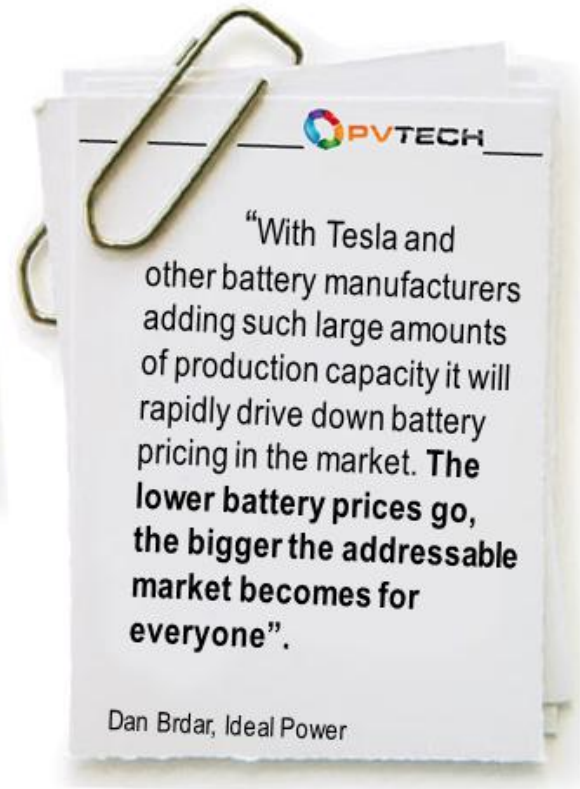 PVTECH
“With Tesla and
other battery manufacturers
adding such large amounts
of production capacity it will
rapidly drive down battery
pricing in the market. The
lower battery prices go,
the bigger the addressable
market becomes for
everyone”.
Dan Brdar, Ideal Power